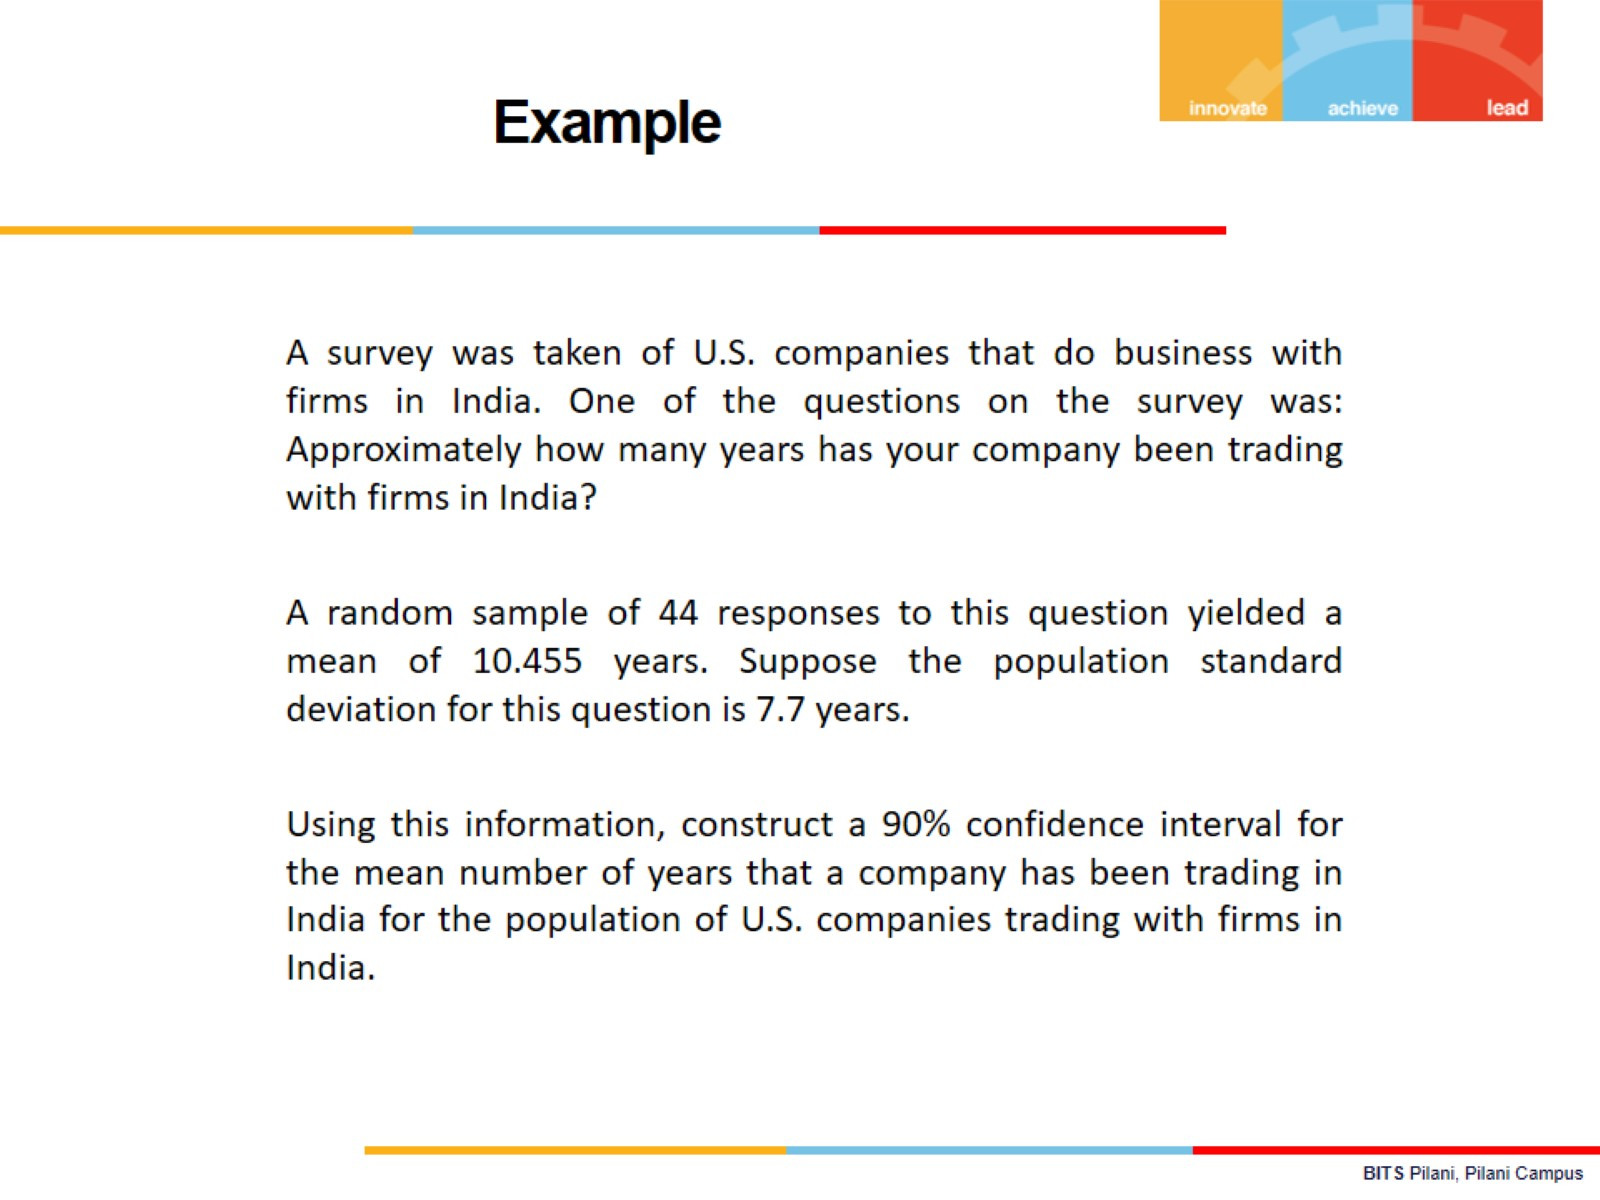 innovate achieve lead
Example
A survey was taken of U.S. companies that do business with
firms in India. One of the questions on the survey was:
Approximately how many years has your company been trading
with firms in India?
A random sample of 44 responses to this question yielded a
mean of 10.455 years. Suppose the population standard
deviation for this question is 7.7 years.
Using this information, construct a 90% confidence interval for
the mean number of years that a company has been trading in
India for the population of U.S. companies trading with firms in
India.
BITS Pilani, Pilani Campus